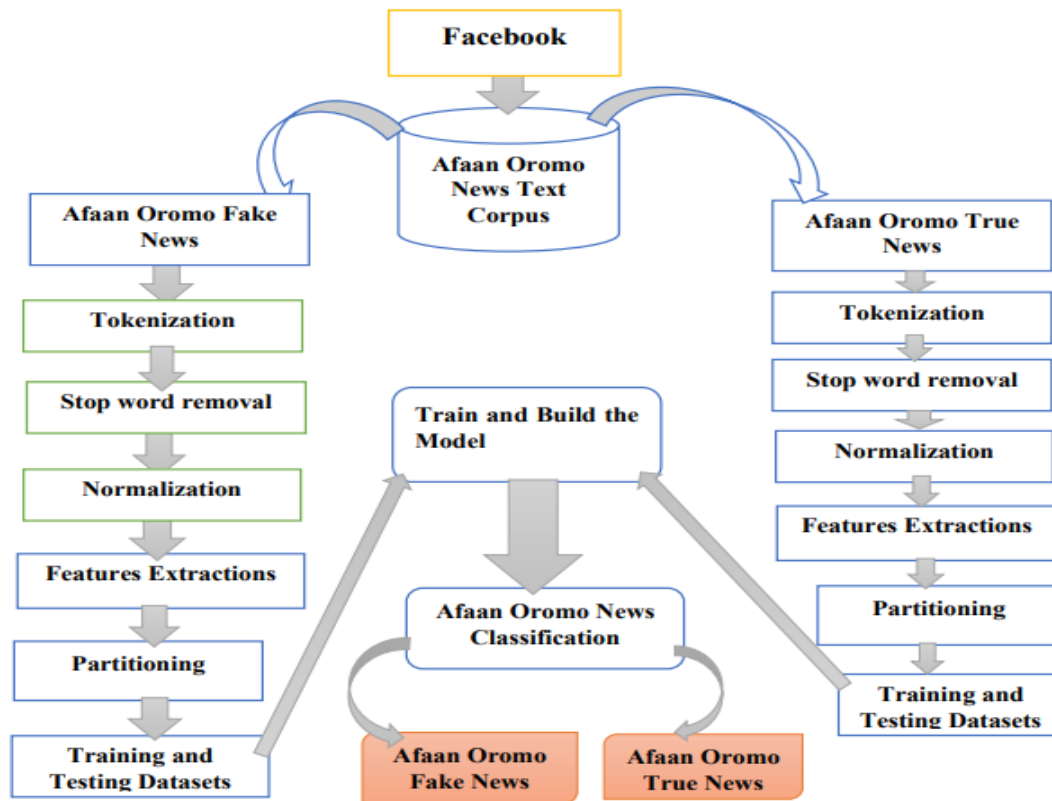 Facebook
Afaan Oromo
News Text
Corpus
Afaan Oromo Fake
News
Tokenization
Stop word removal
Normalization
Features Extractions
Partitioning
Training and
Testing Datasets
Train and Build the
Model
Afaan Oromo News
Classification
Afaan Oromo
Fake News
Afaan Oromo
True News
Afaan Oromo True
News
Tokenization
Stop word removal
Normalization
Features Extractions
Partitioning
Training and
Testing Datasets